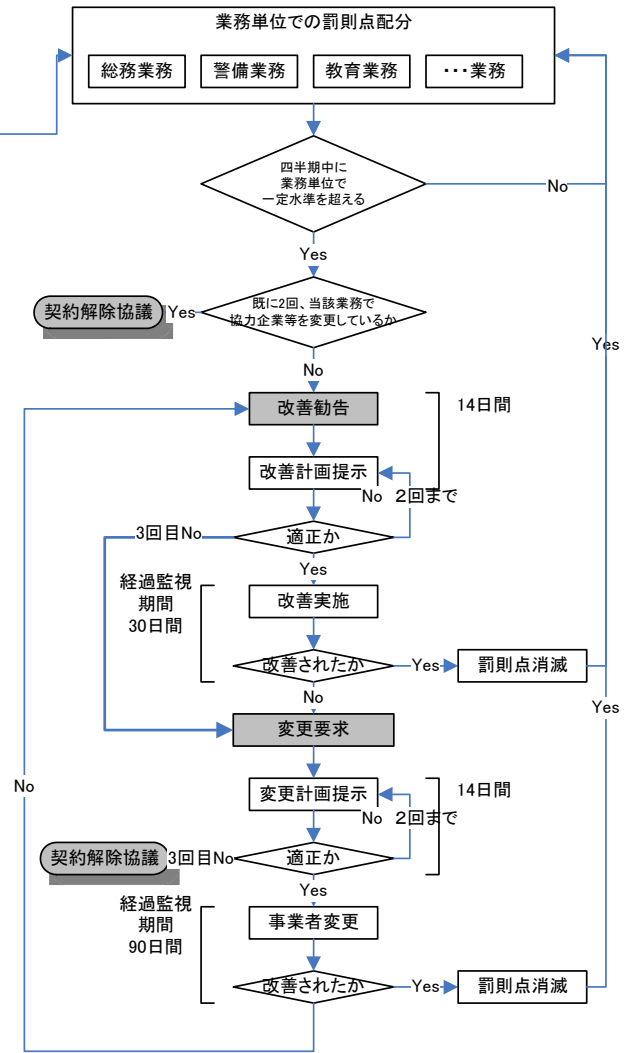 業務単位での罰則点配分
総務業務
警備業務
教育業務
・・・業務
四半期中に
業務単位で
一定水準を超える
No
Yes
既に2回、当該業務で
協力企業等を変更しているか
Yes
契約解除協議
No
Yes
改善勧告
14日間
改善計画提示
No 2回まで
適正か
3回目No
Yes
経過監視
期間
30日間
改善実施
改善されたか
Yes
罰則点消滅
No
Yes
変更要求
No
変更計画提示
14日間
No 2回まで
適正か
3回目No
契約解除協議
Yes
経過監視
期間
90日間
事業者変更
改善されたか
Yes
罰則点消滅